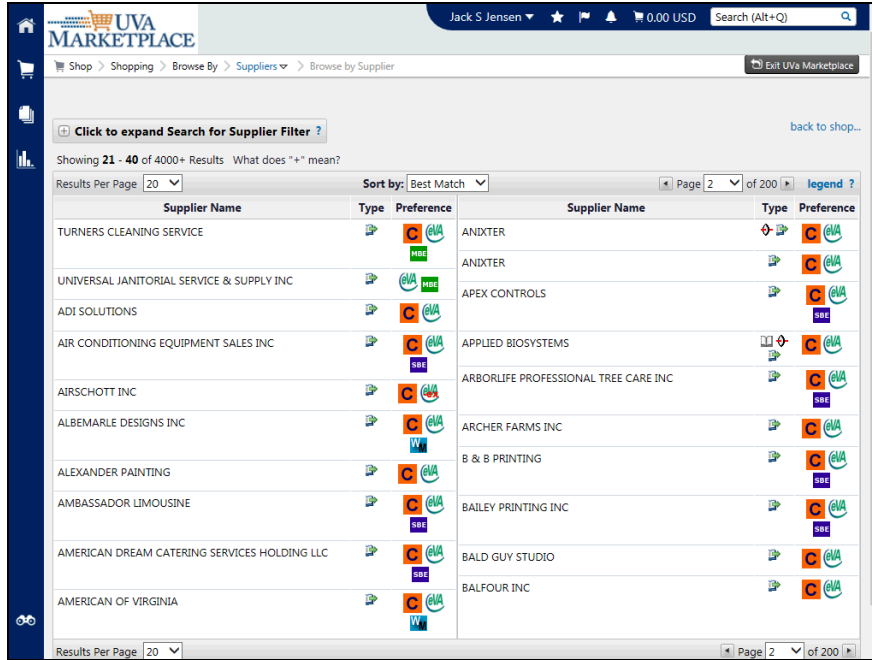 UVA
MARKETPLACE
Jack S Jensen
0.00 USD
Search (Alt+Q)
Shop > Shopping > Browse By > Suppliers > Browse by Supplier
Exit UVa Marketplace
Click to expand Search for Supplier Filter ?
back to shop...
Showing 21 - 40 of 4000+ Results What does "+" mean?
Results Per Page 20 Sort by: Best Match Page 2 of 200 legend ?
Supplier Name Type Preference
TURNERS CLEANING SERVICE C eVA
MBE
UNIVERSAL JANITORIAL SERVICE & SUPPLY INC eVA MBE
ADI SOLUTIONS C eVA
AIR CONDITIONING EQUIPMENT SALES INC C eVA
SBE
AIRSCHOTT INC C eVA ex
ALBEMARLE DESIGNS INC C eVA
WM
ALEXANDER PAINTING C eVA
AMBASSADOR LIMOUSINE C eVA
SBE
AMERICAN DREAM CATERING SERVICES HOLDING LLC C eVA
SBE
AMERICAN OF VIRGINIA C eVA
WM
Supplier Name Type Preference
ANIXTER C eVA
ANIXTER C eVA
APEX CONTROLS C eVA
SBE
APPLIED BIOSYSTEMS C eVA
ARBORLIFE PROFESSIONAL TREE CARE INC C eVA
SBE
ARCHER FARMS INC C eVA
B & B PRINTING C eVA
SBE
BAILEY PRINTING INC C eVA
SBE
BALD GUY STUDIO C eVA
BALFOUR INC C eVA
Results Per Page 20 Page 2 of 200